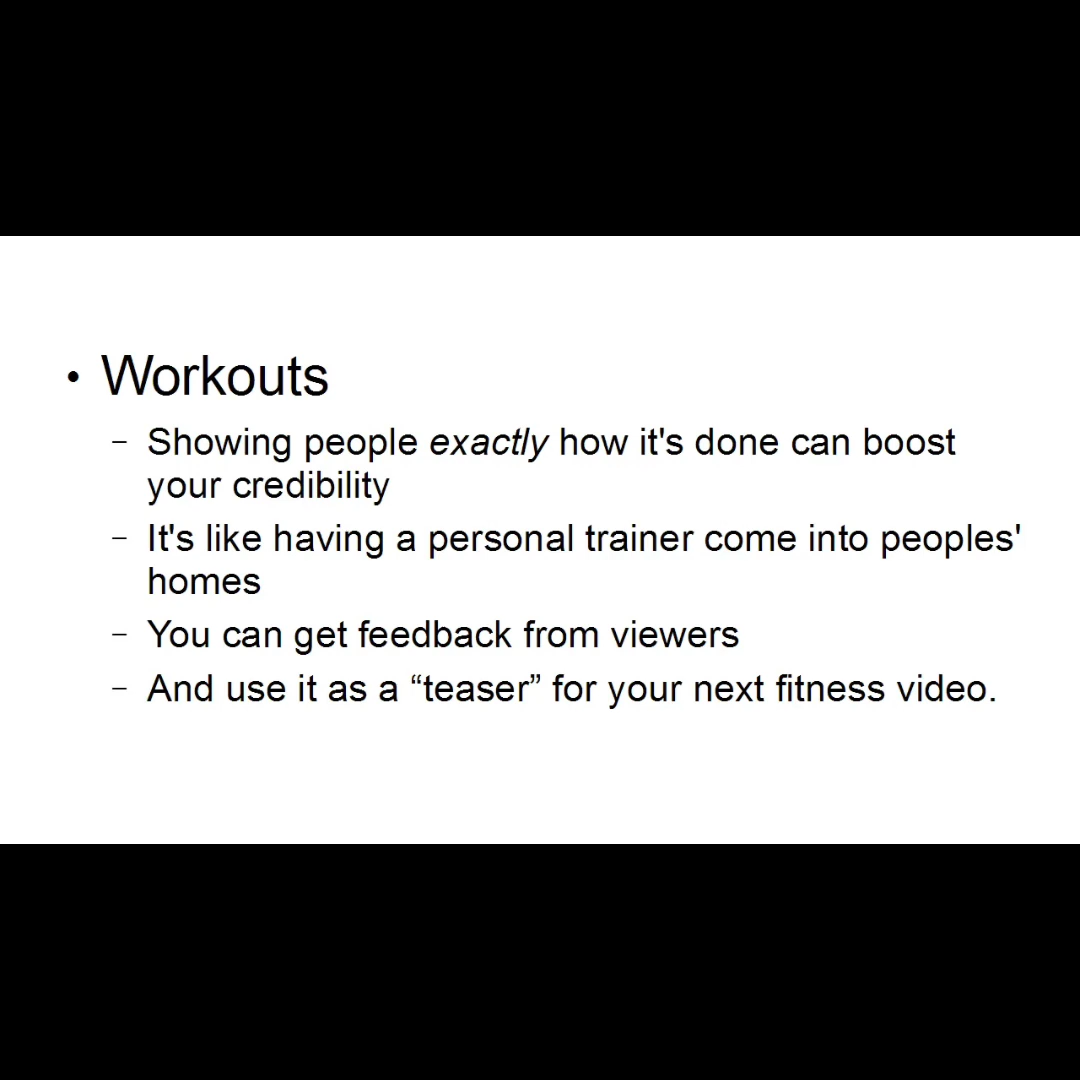 • Workouts
– Showing people exactly how it's done can boost
your credibility
– It's like having a personal trainer come into peoples'
homes
– You can get feedback from viewers
– And use it as a “teaser” for your next fitness video.